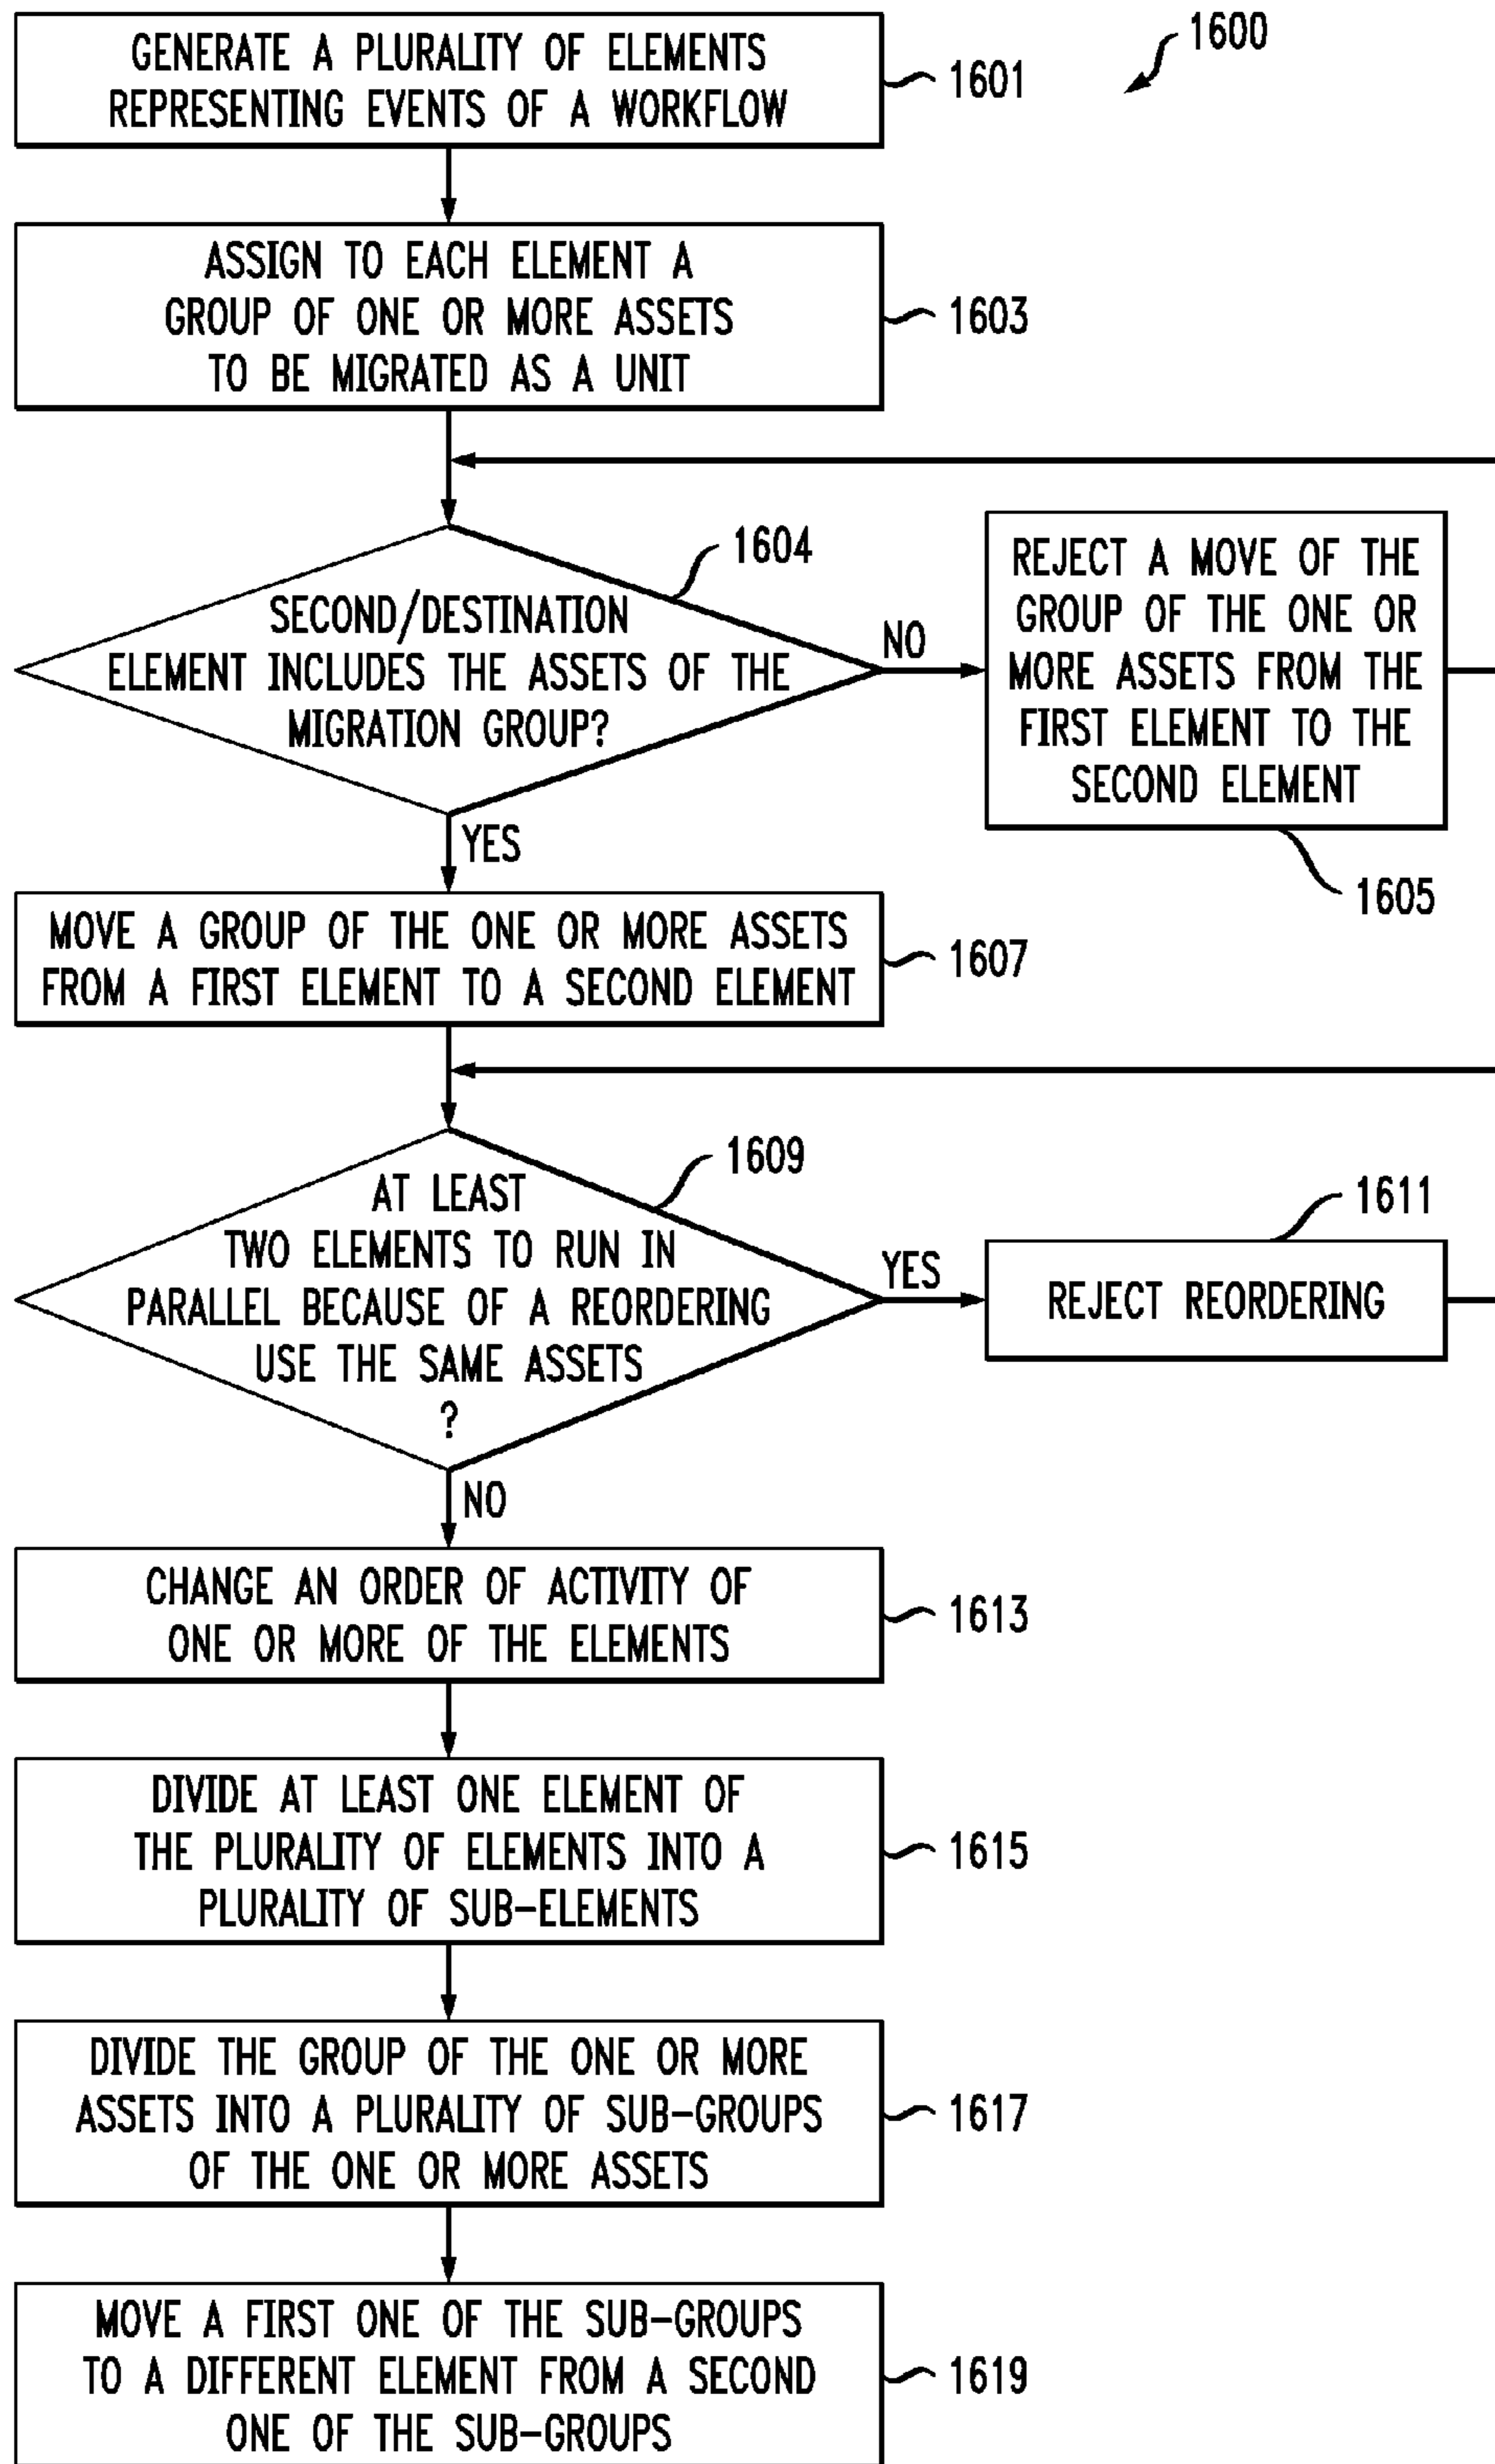 1600
GENERATE A PLURALITY OF ELEMENTS
REPRESENTING EVENTS OF A WORKFLOW
1601
ASSIGN TO EACH ELEMENT A
GROUP OF ONE OR MORE ASSETS
TO BE MIGRATED AS A UNIT
1603
1604
SECOND/DESTINATION
ELEMENT INCLUDES THE ASSETS OF THE
MIGRATION GROUP?
NO
REJECT A MOVE OF THE
GROUP OF THE ONE OR
MORE ASSETS FROM THE
FIRST ELEMENT TO THE
SECOND ELEMENT
1605
YES
MOVE A GROUP OF THE ONE OR MORE ASSETS
FROM A FIRST ELEMENT TO A SECOND ELEMENT
1607
1609
AT LEAST
TWO ELEMENTS TO RUN IN
PARALLEL BECAUSE OF A REORDERING
USE THE SAME ASSETS
?
YES
1611
REJECT REORDERING
NO
CHANGE AN ORDER OF ACTIVITY OF
ONE OR MORE OF THE ELEMENTS
1613
DIVIDE AT LEAST ONE ELEMENT OF
THE PLURALITY OF ELEMENTS INTO A
PLURALITY OF SUB-ELEMENTS
1615
DIVIDE THE GROUP OF THE ONE OR MORE
ASSETS INTO A PLURALITY OF SUB-GROUPS
OF THE ONE OR MORE ASSETS
1617
MOVE A FIRST ONE OF THE SUB-GROUPS
TO A DIFFERENT ELEMENT FROM A SECOND
ONE OF THE SUB-GROUPS
1619